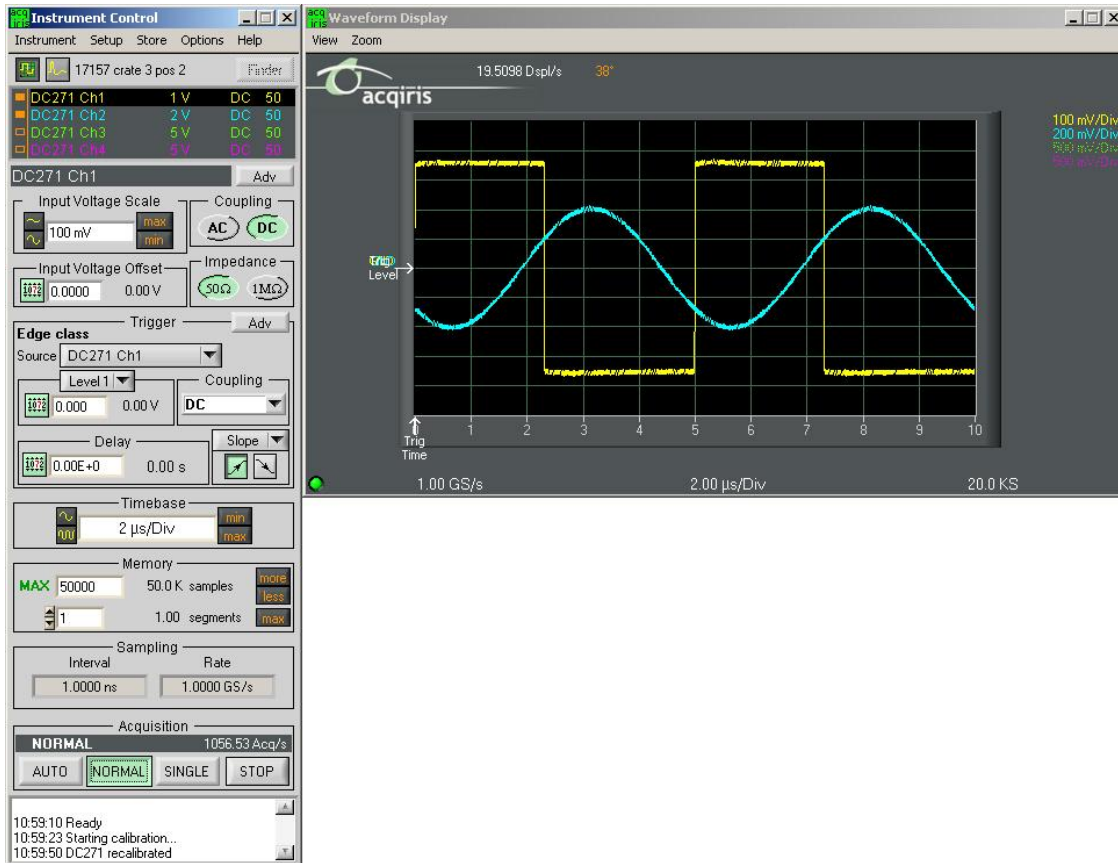 Instrument Control
Instrument Setup Store Options Help
17157 crate 3 pos 2 Finder
DC271 Ch1 1 V DC 50
DC271 Ch2 2 V DC 50
DC271 Ch3 5 V DC 50
DC271 Ch4 5 V DC 50
DC271 Ch1 Adv
Input Voltage Scale Coupling
100 mV max min AC DC
Input Voltage Offset Impedance
0.0000 0.00 V 50Ω 1MΩ
Trigger Adv
Edge class
Source DC271 Ch1
Level 1 Coupling
0.000 0.00 V DC
Delay Slope
0.00E+0 0.00 s
Timebase
2 µs/Div min max
Memory
MAX 50000 50.0 K samples more less
1 1.00 segments max
Sampling
Interval Rate
1.0000 ns 1.0000 GS/s
Acquisition
NORMAL 1056.53 Acq/s
AUTO NORMAL SINGLE STOP
10:59:10 Ready
10:59:23 Starting calibration...
10:59:50 DC271 recalibrated
acq iris Waveform Display
View Zoom
19.5098 Dspl/s 38°
acqiris
100 mV/Div
200 mV/Div
500 mV/Div
500 mV/Div
Level
1 2 3 4 5 6 7 8 9 10
Trig
Time
1.00 GS/s 2.00 µs/Div 20.0 KS